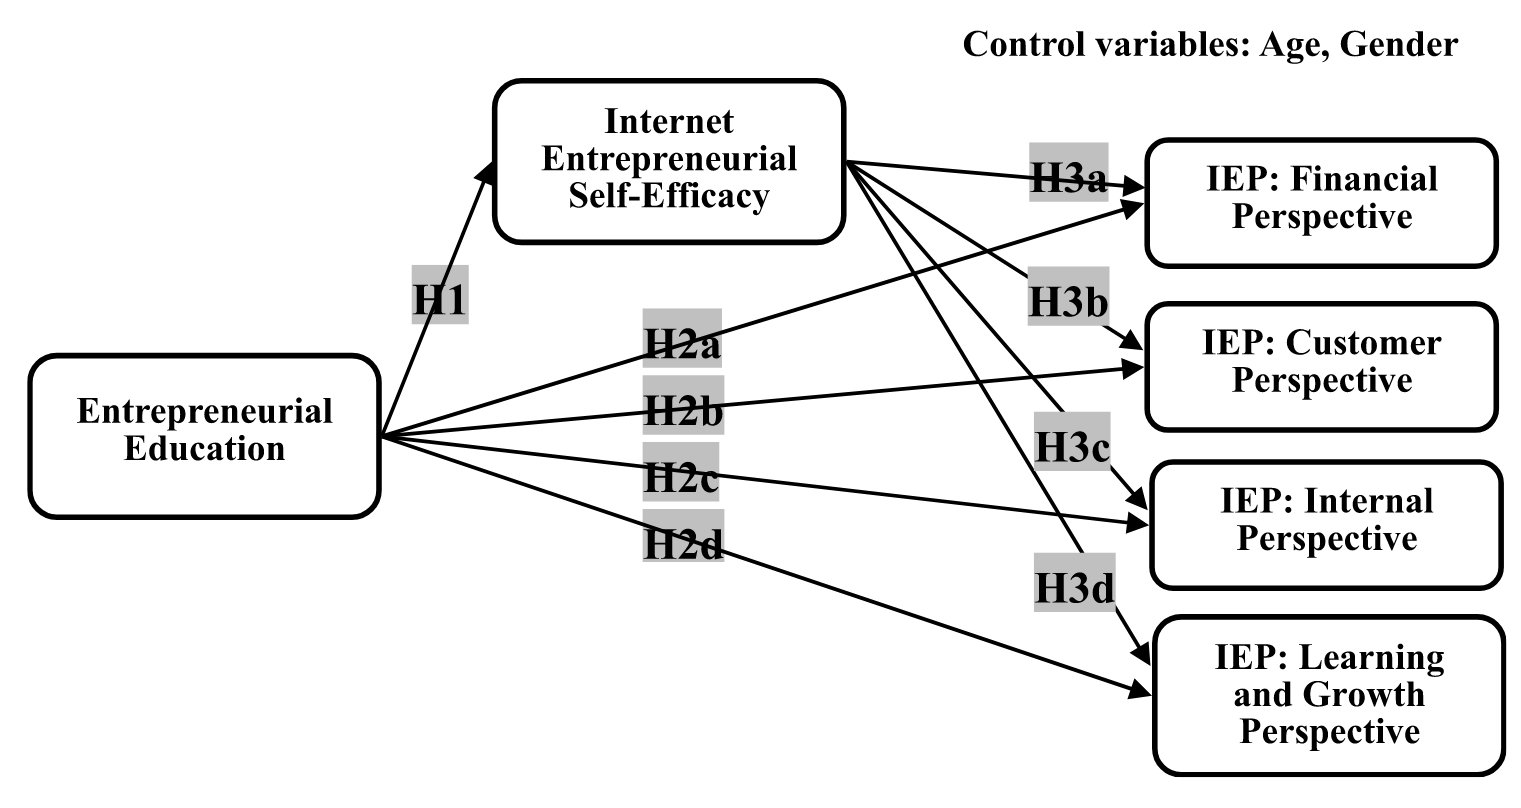 Control variables: Age, Gender
Internet
Entrepreneurial
Self-Efficacy
H3a
IEP: Financial
Perspective
H1
H3b
H2a
IEP: Customer
Perspective
H2b
Entrepreneurial
Education
H3c
H2c
IEP: Internal
Perspective
H2d
H3d
IEP: Learning
and Growth
Perspective